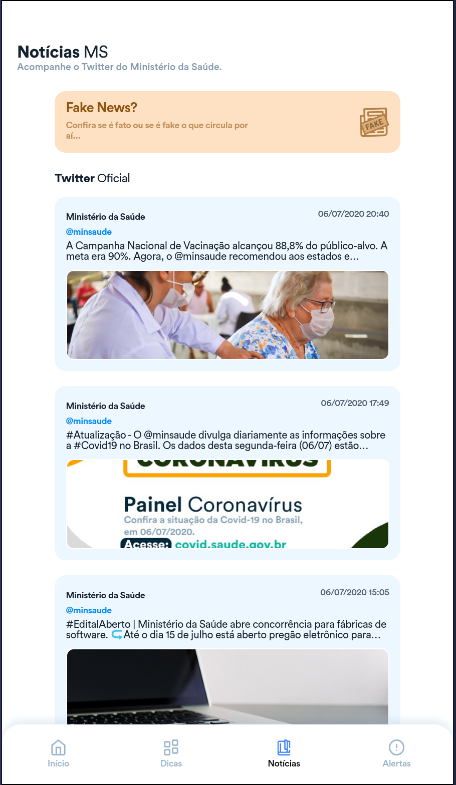 Notícias MS
Acompanhe o Twitter do Ministério da Saúde.
Fake News?
Confira se é fato ou se é fake o que circula por
aí...
FAKE
Twitter Oficial
Ministério da Saúde 06/07/2020 20:40
@minsaude
A Campanha Nacional de Vacinação alcançou 88,8% do público-alvo. A
meta era 90%. Agora, o @minsaude recomendou aos estados e...
Ministério da Saúde 06/07/2020 17:49
@minsaude
#Atualização - O @minsaude divulga diariamente as informações sobre
a #Covid19 no Brasil. Os dados desta segunda-feira (06/07) estão...
CORONAVÍRUS
Painel Coronavírus
Confira a situação da Covid-19 no Brasil,
em 06/07/2020.
Acesse: covid.saude.gov.br
Ministério da Saúde 06/07/2020 15:05
@minsaude
#EditalAberto | Ministério da Saúde abre concorrência para fábricas de
software. Até o dia 15 de julho está aberto pregão eletrônico para...
Início Dicas Notícias Alertas